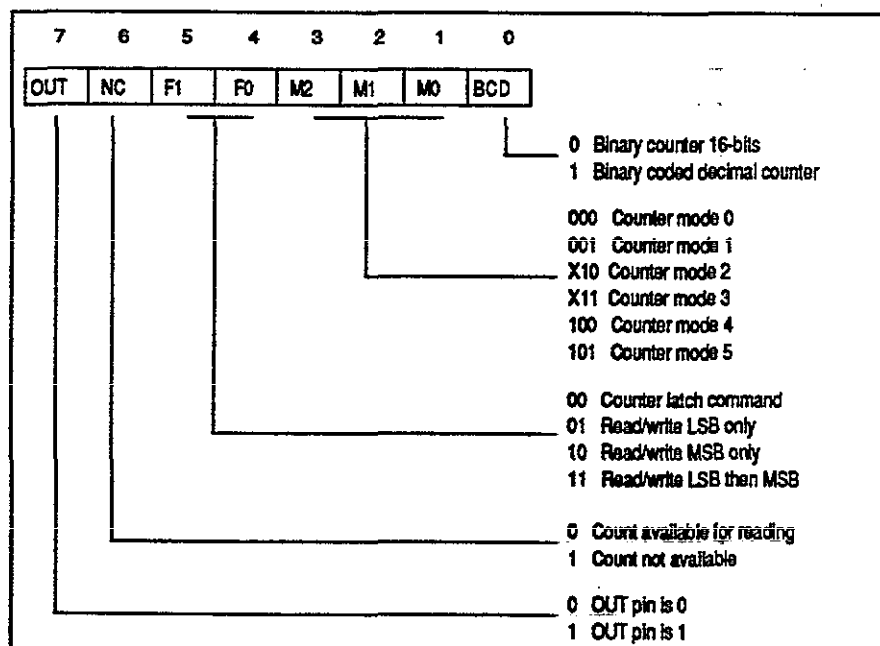 7 6 5 4 3 2 1 0
OUT NC F1 F0 M2 M1 M0 BCD
0 Binary counter 16-bits
1 Binary coded decimal counter
000 Counter mode 0
001 Counter mode 1
X10 Counter mode 2
X11 Counter mode 3
100 Counter mode 4
101 Counter mode 5
00 Counter latch command
01 Read/write LSB only
10 Read/write MSB only
11 Read/write LSB then MSB
0 Count available for reading
1 Count not available
0 OUT pin is 0
1 OUT pin is 1